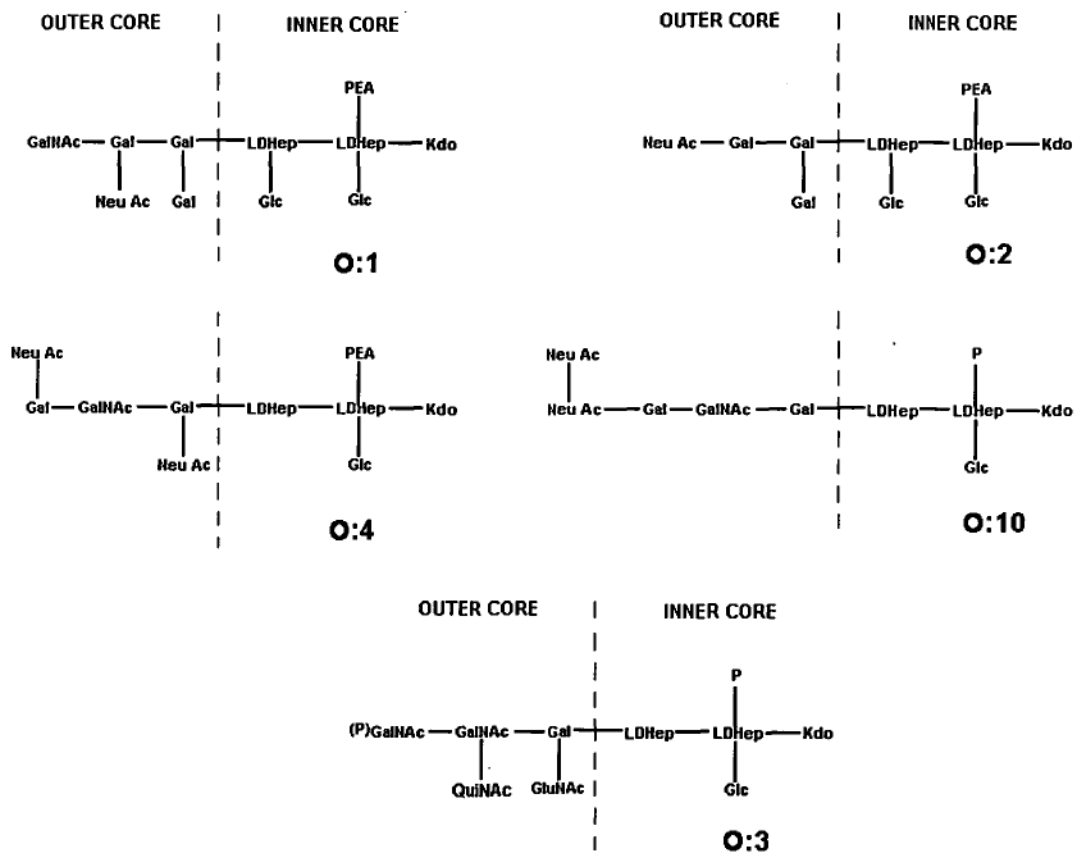 OUTER CORE INNER CORE
PEA
GalNAc Gal Gal LDHep LDHep Kdo
Neu Ac Gal Glc Glc
O:1
OUTER CORE INNER CORE
PEA
Neu Ac Gal Gal LDHep LDHep Kdo
Gal Glc Glc
O:2
Neu Ac PEA
Gal GalNAc Gal LDHep LDHep Kdo
Neu Ac Glc
O:4
Neu Ac P
Neu Ac Gal GalNAc Gal LDHep LDHep Kdo
Glc
O:10
OUTER CORE INNER CORE
P
(P)GalNAc GalNAc Gal LDHep LDHep Kdo
QuiNAc GluNAc Glc
O:3